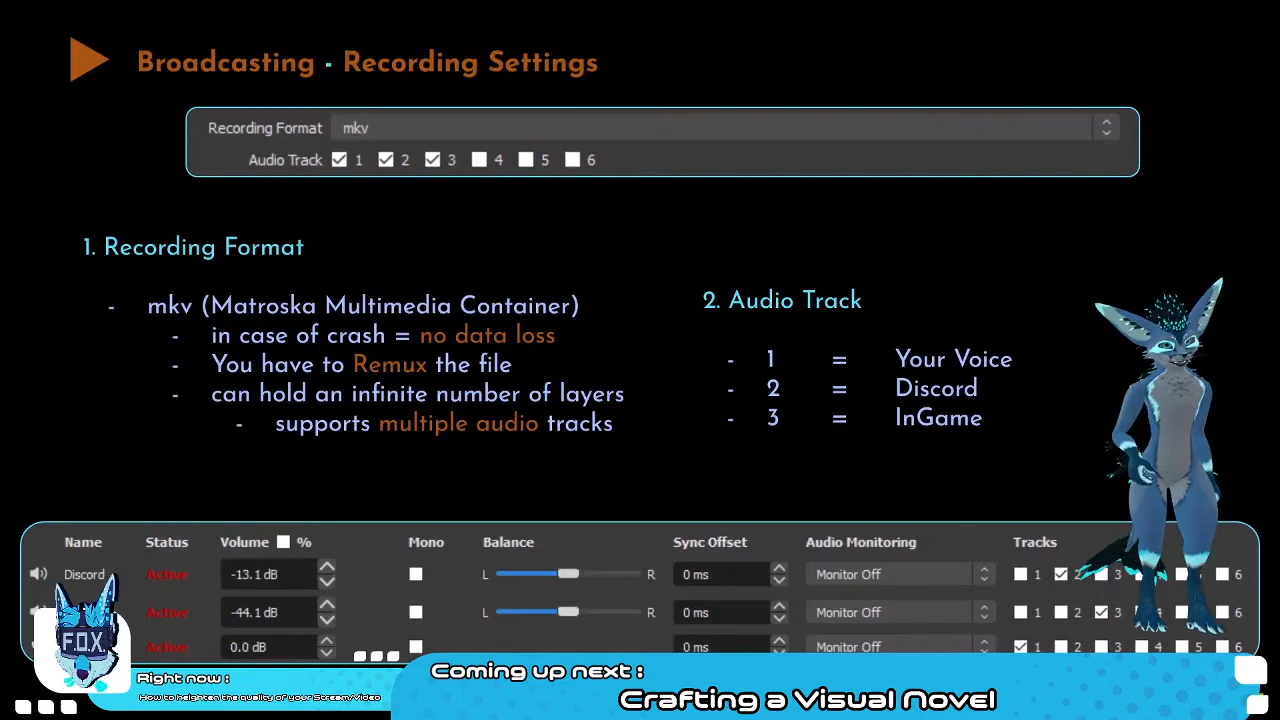 Broadcasting - Recording Settings
Recording Format mkv
Audio Track 1 2 3 4 5 6
1. Recording Format
- mkv (Matroska Multimedia Container)
- in case of crash = no data loss
- You have to Remux the file
- can hold an infinite number of layers
- supports multiple audio tracks
2. Audio Track
- 1 = Your Voice
- 2 = Discord
- 3 = InGame
Name Status Volume % Mono Balance Sync Offset Audio Monitoring Tracks
Discord Active -13.1 dB L R 0 ms Monitor Off 1 2 3 6
Active -44.1 dB L R 0 ms Monitor Off 1 2 3 4 6
Active 0.0 dB 0 ms Monitor Off 1 2 3 4 5 6
F.O.X.
Right now :
How to heighten the quality of your Stream/Video
Coming up next :
Crafting a Visual Novel